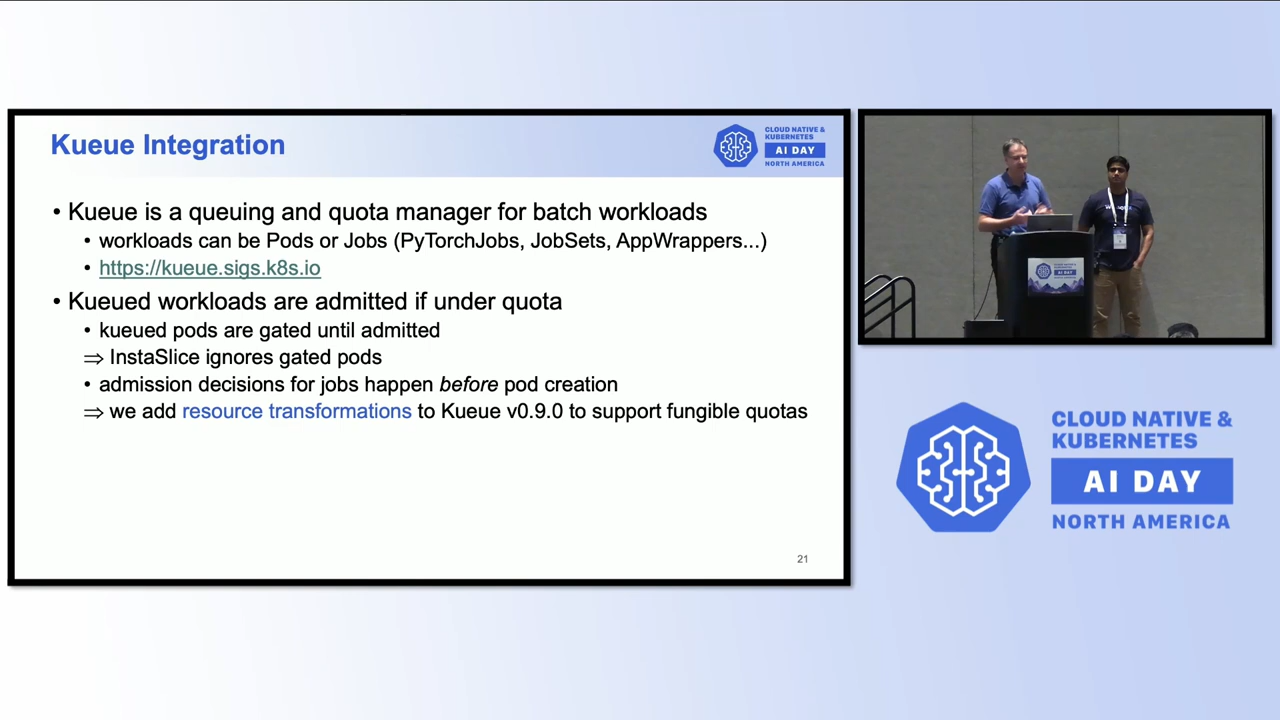 Kueue Integration
CLOUD NATIVE &
KUBERNETES
AI DAY
NORTH AMERICA
• Kueue is a queuing and quota manager for batch workloads
• workloads can be Pods or Jobs (PyTorchJobs, JobSets, AppWrappers...)
• https://kueue.sigs.k8s.io
• Kueued workloads are admitted if under quota
• kueued pods are gated until admitted
⇒ InstaSlice ignores gated pods
• admission decisions for jobs happen before pod creation
⇒ we add resource transformations to Kueue v0.9.0 to support fungible quotas
21
AI DAY
CLOUD NATIVE &
KUBERNETES
AI DAY
NORTH AMERICA